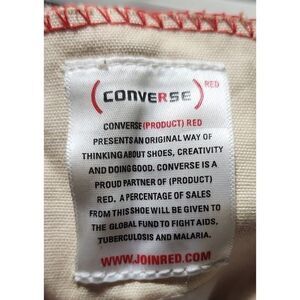 (CONVERSE) RED
CONVERSE (PRODUCT) RED
PRESENTS AN ORIGINAL WAY OF
THINKING ABOUT SHOES, CREATIVITY
AND DOING GOOD. CONVERSE IS A
PROUD PARTNER OF (PRODUCT)
RED. A PERCENTAGE OF SALES
FROM THIS SHOE WILL BE GIVEN TO
THE GLOBAL FUND TO FIGHT AIDS,
TUBERCULOSIS AND MALARIA.
WWW.JOINRED.COM